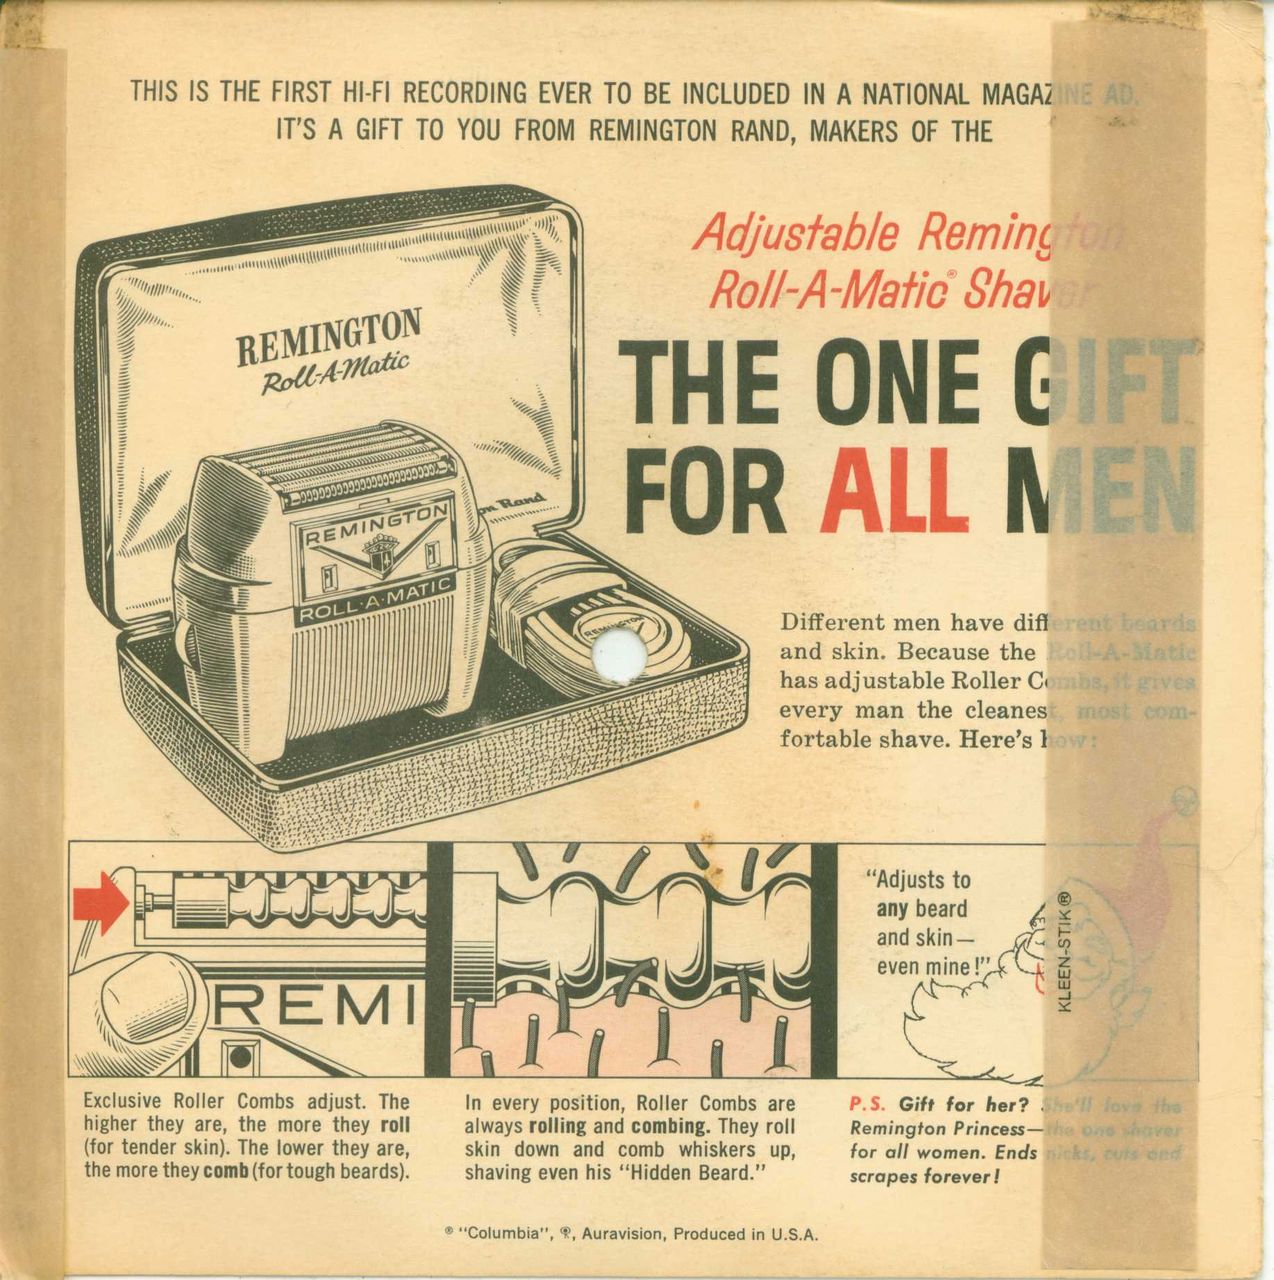 THIS IS THE FIRST HI-FI RECORDING EVER TO BE INCLUDED IN A NATIONAL MAGAZINE AD.
IT'S A GIFT TO YOU FROM REMINGTON RAND, MAKERS OF THE
Adjustable Remington
Roll-A-Matic® Shaver
THE ONE GIFT
FOR ALL MEN
REMINGTON
Roll-A-Matic
on Rand
REMINGTON
ROLL·A·MATIC
REMINGTON
Different men have different beards
and skin. Because the Roll-A-Matic
has adjustable Roller Combs, it gives
every man the cleanest, most com-
fortable shave. Here's how:
REMI
"Adjusts to
any beard
and skin—
even mine!"
KLEEN-STIK®
Exclusive Roller Combs adjust. The
higher they are, the more they roll
(for tender skin). The lower they are,
the more they comb (for tough beards).
In every position, Roller Combs are
always rolling and combing. They roll
skin down and comb whiskers up,
shaving even his "Hidden Beard."
P.S. Gift for her? She'll love the
Remington Princess—the one shaver
for all women. Ends nicks, cuts and
scrapes forever!
® "Columbia", Auravision, Produced in U.S.A.